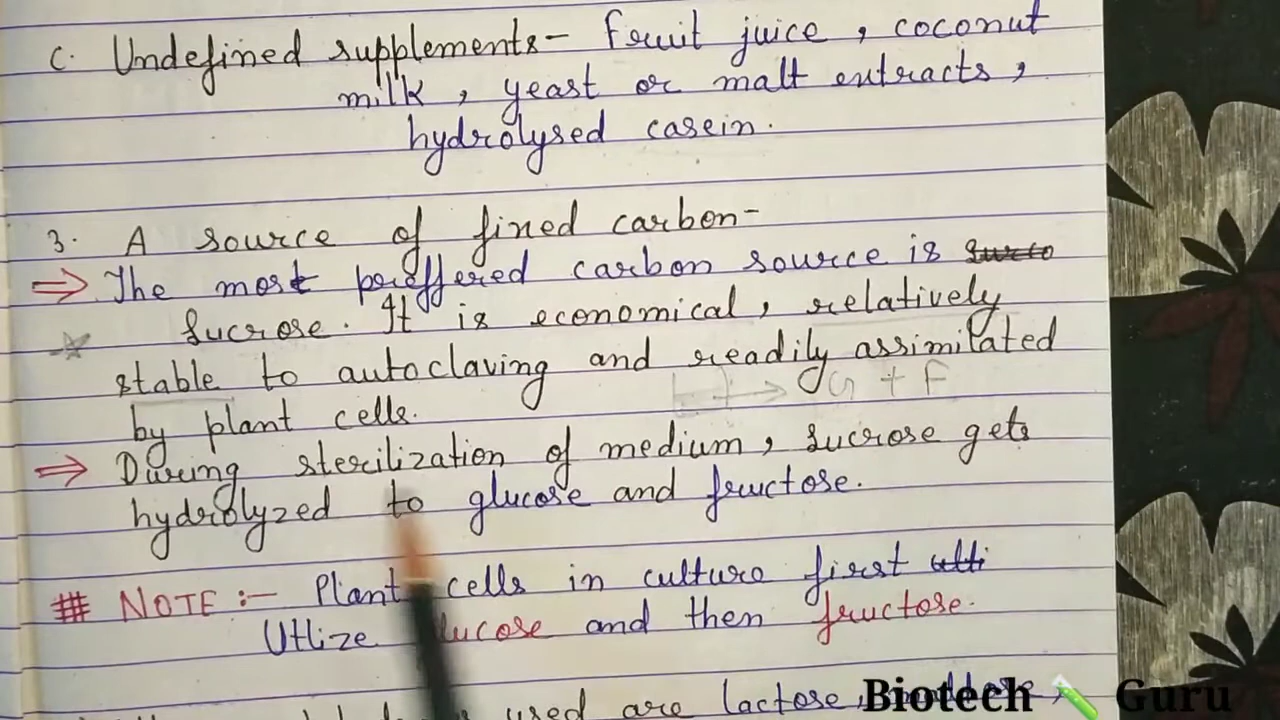 C. Undefined supplements- fruit juice, coconut
milk, yeast or malt extracts,
hydrolysed casein.
3. A source of fixed carbon-
⇒ The most preffered carbon source is
Sucrose. It is economical, relatively
stable to autoclaving and readily assimilated
→ G + F
by plant cells.
⇒ During sterilization of medium, sucrose gets
hydrolyzed to glucose and fructose.
# NOTE:- Plant cells in culture first
Utlize and then fructose.
used are lactose,
Biotech Guru